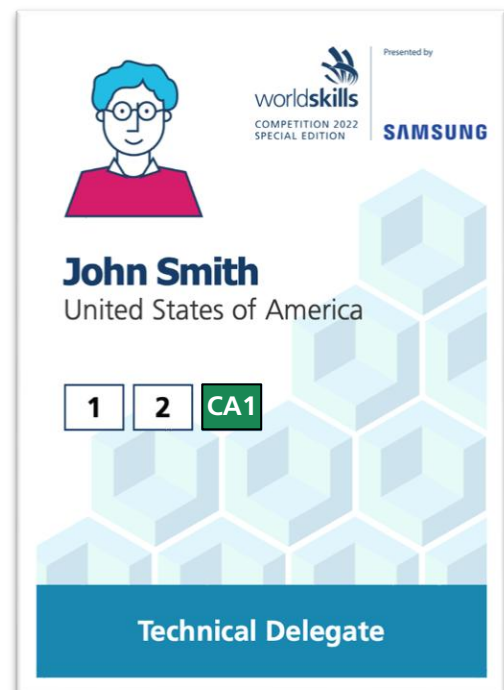 Presented by
worldskills
COMPETITION 2022
SPECIAL EDITION
SAMSUNG
John Smith
United States of America
1 2 CA1
Technical Delegate